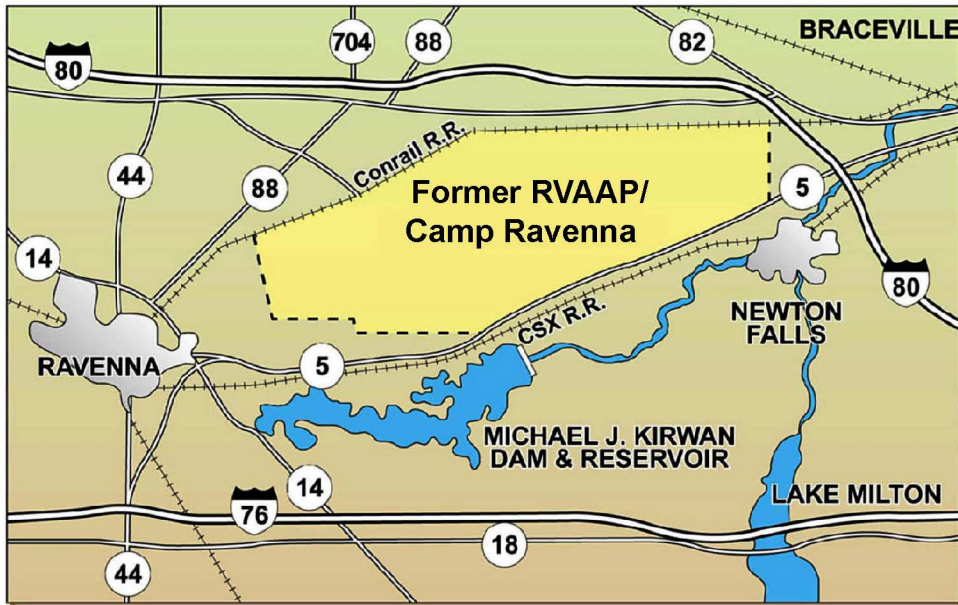 BRACEVILLE
80
704
88
82
Conrail R.R.
44
88
Former RVAAP/
Camp Ravenna
5
14
80
NEWTON
FALLS
CSX R.R.
RAVENNA
5
MICHAEL J. KIRWAN
DAM & RESERVOIR
14
76
LAKE MILTON
18
44